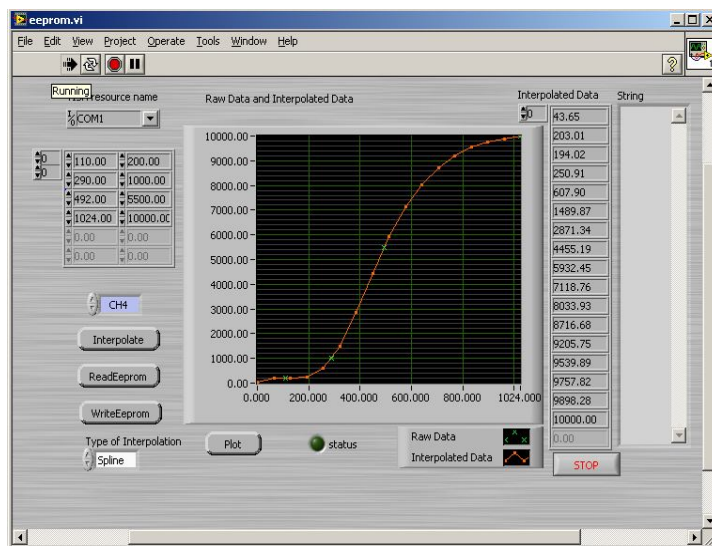 eeprom.vi
File Edit View Project Operate Tools Window Help
Running
resource name
Raw Data and Interpolated Data
Interpolated Data
String
COM1
0
0
110.00 200.00
290.00 1000.00
492.00 5500.00
1024.00 10000.00
0.00 0.00
0.00 0.00
CH4
Interpolate
ReadEeprom
WriteEeprom
Type of Interpolation
Spline
Plot
status
10000.00
9000.00
8000.00
7000.00
6000.00
5000.00
4000.00
3000.00
2000.00
1000.00
0.00
0.000 200.000 400.000 600.000 800.000 1024.000
Raw Data
Interpolated Data
0
43.65
203.01
194.02
250.91
607.90
1489.87
2871.34
4455.19
5932.45
7118.76
8033.93
8716.68
9205.75
9539.89
9757.82
9898.28
10000.00
0.00
STOP